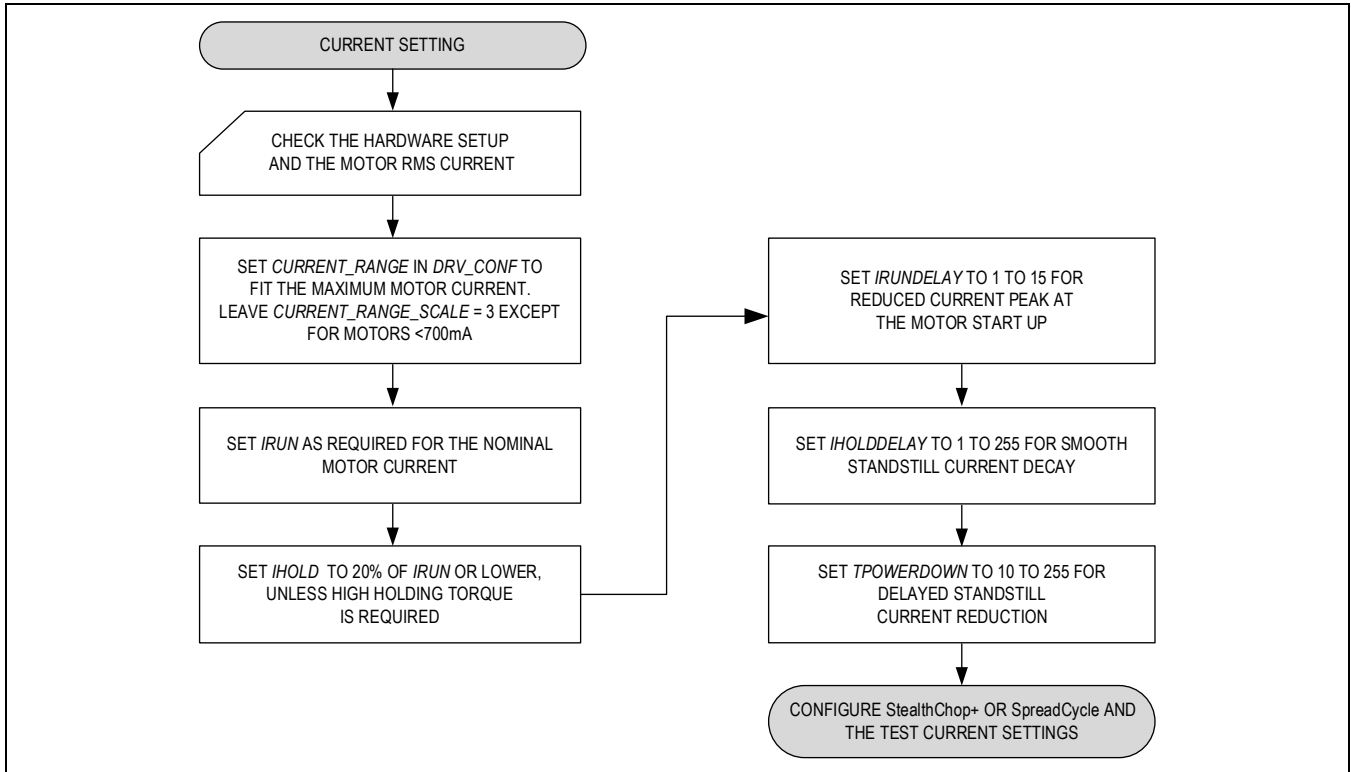 CURRENT SETTING
CHECK THE HARDWARE SETUP
AND THE MOTOR RMS CURRENT
SET CURRENT_RANGE IN DRV_CONF TO
FIT THE MAXIMUM MOTOR CURRENT.
LEAVE CURRENT_RANGE_SCALE = 3 EXCEPT
FOR MOTORS <700mA
SET IRUN AS REQUIRED FOR THE NOMINAL
MOTOR CURRENT
SET IHOLD TO 20% OF IRUN OR LOWER,
UNLESS HIGH HOLDING TORQUE
IS REQUIRED
SET IRUNDELAY TO 1 TO 15 FOR
REDUCED CURRENT PEAK AT
THE MOTOR START UP
SET IHOLDDELAY TO 1 TO 255 FOR SMOOTH
STANDSTILL CURRENT DECAY
SET TPOWERDOWN TO 10 TO 255 FOR
DELAYED STANDSTILL
CURRENT REDUCTION
CONFIGURE StealthChop+ OR SpreadCycle AND
THE TEST CURRENT SETTINGS